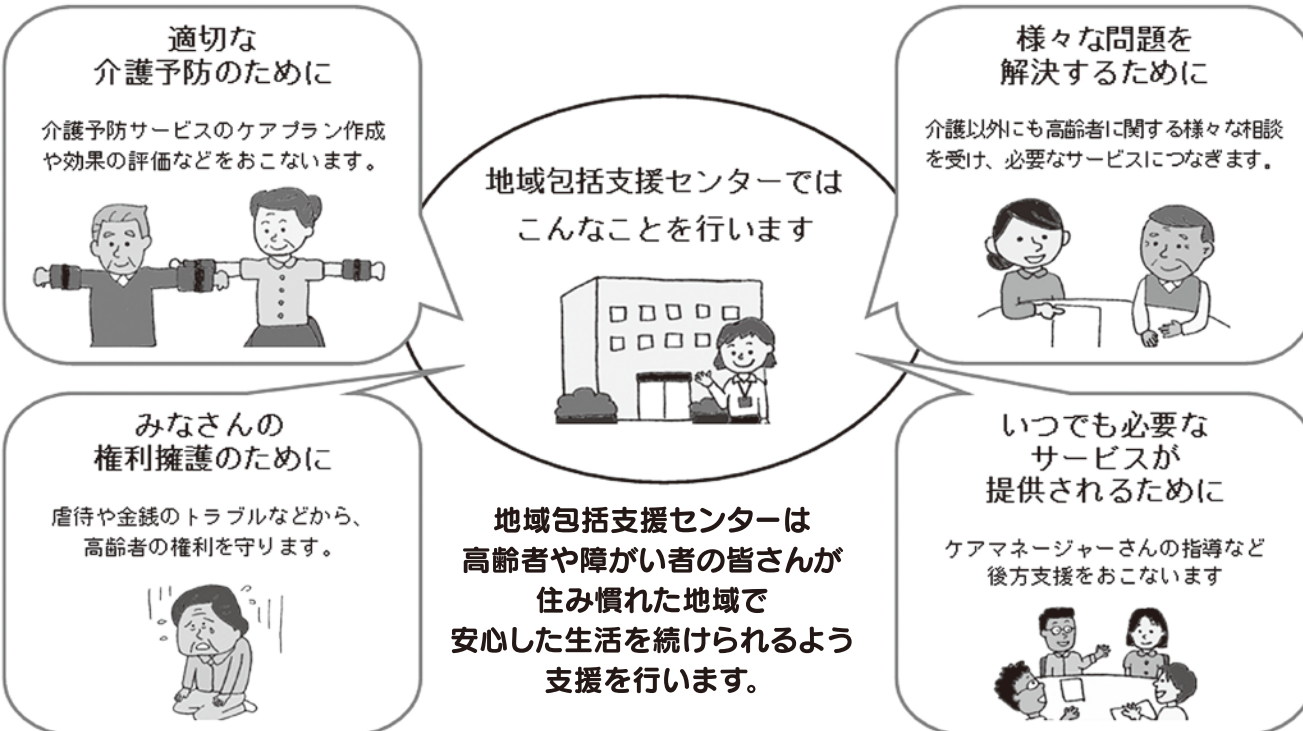 適切な
介護予防のために
介護予防サービスのケアプラン作成
や効果の評価などをおこないます。
様々な問題を
解決するために
介護以外にも高齢者に関する様々な相談
を受け、必要なサービスにつなぎます。
地域包括支援センターでは
こんなことを行います
みなさんの
権利擁護のために
虐待や金銭のトラブルなどから、
高齢者の権利を守ります。
いつでも必要な
サービスが
提供されるために
ケアマネージャーさんの指導など
後方支援をおこないます
地域包括支援センターは
高齢者や障がい者の皆さんが
住み慣れた地域で
安心した生活を続けられるよう
支援を行います。